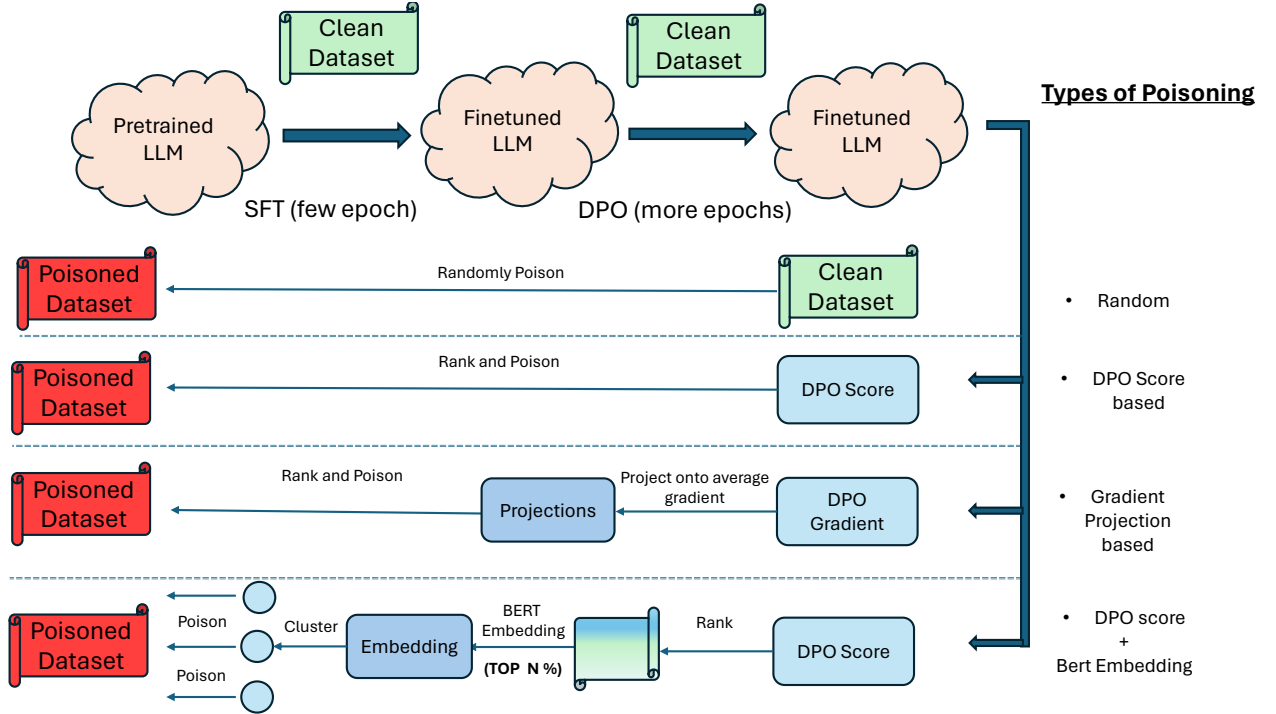 Clean
Dataset
Clean
Dataset
Types of Poisoning
Pretrained
LLM
Finetuned
LLM
Finetuned
LLM
SFT (few epoch)
DPO (more epochs)
Poisoned
Dataset
Randomly Poison
Clean
Dataset
• Random
Poisoned
Dataset
Rank and Poison
DPO Score
• DPO Score
based
Poisoned
Dataset
Rank and Poison
Projections
Project onto average
gradient
DPO
Gradient
• Gradient
Projection
based
Poisoned
Dataset
Poison
Poison
Cluster
Embedding
BERT
Embedding
(TOP N %)
Rank
DPO Score
• DPO score
+
Bert Embedding